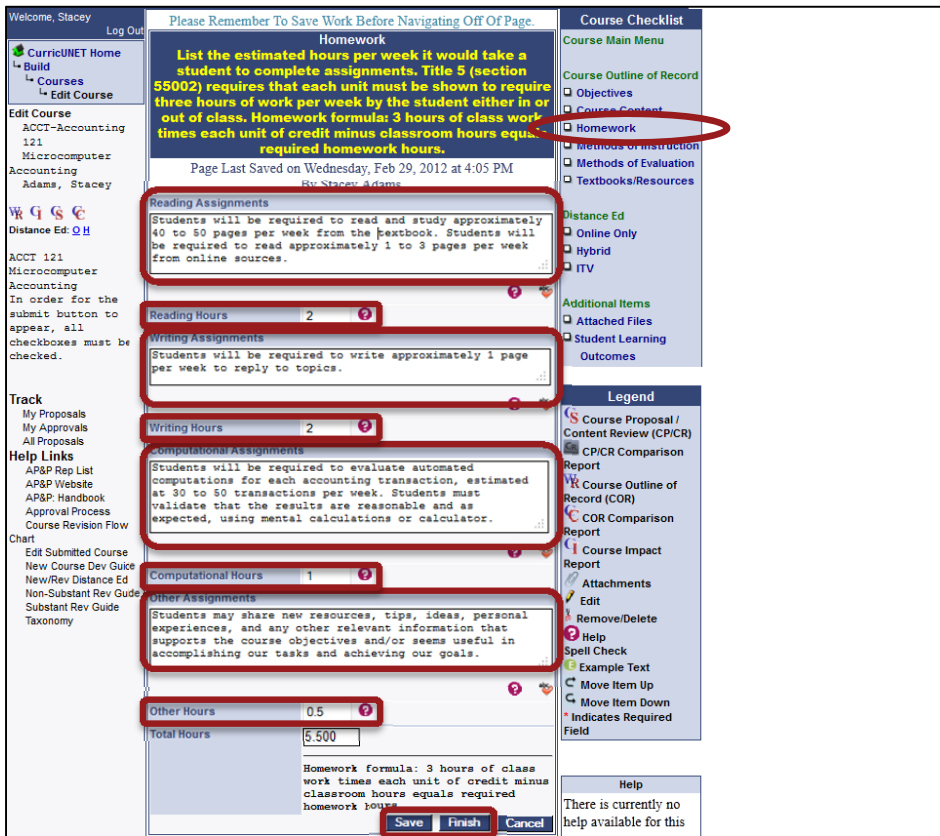 Welcome, Stacey
Log Out
CurricUNET Home
Build
Courses
Edit Course
Edit Course
ACCT-Accounting
121
Microcomputer
Accounting
Adams, Stacey
Distance Ed: O H
ACCT 121
Microcomputer
Accounting
In order for the
submit button to
appear, all
checkboxes must be
checked.
Track
My Proposals
My Approvals
All Proposals
Help Links
AP&P Rep List
AP&P Website
AP&P: Handbook
Approval Process
Course Revision Flow
Chart
Edit Submitted Course
New Course Dev Guice
New/Rev Distance Ed
Non-Substant Rev Gude
Substant Rev Guide
Taxonomy
Please Remember To Save Work Before Navigating Off Of Page.
Homework
List the estimated hours per week it would take a
student to complete assignments. Title 5 (section
55002) requires that each unit must be shown to require
three hours of work per week by the student either in or
out of class. Homework formula: 3 hours of class work
times each unit of credit minus classroom hours equals
required homework hours.
Page Last Saved on Wednesday, Feb 29, 2012 at 4:05 PM
By Stacey Adams
Reading Assignments
Students will be required to read and study approximately
40 to 50 pages per week from the textbook. Students will
be required to read approximately 1 to 3 pages per week
from online sources.
Reading Hours 2
Writing Assignments
Students will be required to write approximately 1 page
per week to reply to topics.
Writing Hours 2
Computational Assignments
Students will be required to evaluate automated
computations for each accounting transaction, estimated
at 30 to 50 transactions per week. Students must
validate that the results are reasonable and as
expected, using mental calculations or calculator.
Computational Hours 1
Other Assignments
Students may share new resources, tips, ideas, personal
experiences, and any other relevant information that
supports the course objectives and/or seems useful in
accomplishing our tasks and achieving our goals.
Other Hours 0.5
Total Hours 5.500
Homework formula: 3 hours of class
work times each unit of credit minus
classroom hours equals required
homework hours
Save Finish Cancel
Course Checklist
Course Main Menu
Course Outline of Record
Objectives
Course Content
Homework
Methods of Instruction
Methods of Evaluation
Textbooks/Resources
Distance Ed
Online Only
Hybrid
ITV
Additional Items
Attached Files
Student Learning
Outcomes
Legend
Course Proposal /
Content Review (CP/CR)
CP/CR Comparison
Report
Course Outline of
Record (COR)
COR Comparison
Report
Course Impact
Report
Attachments
Edit
Remove/Delete
Help
Spell Check
Example Text
Move Item Up
Move Item Down
* Indicates Required
Field
Help
There is currently no
help available for this